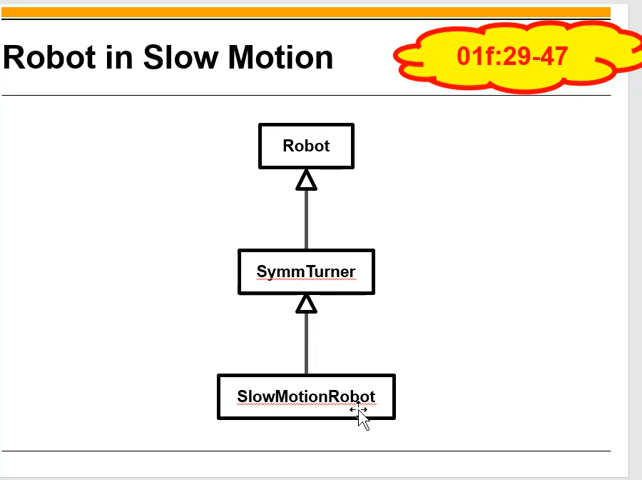 Robot in Slow Motion
01f:29-47
Robot
SymmTurner
SlowMotionRobot